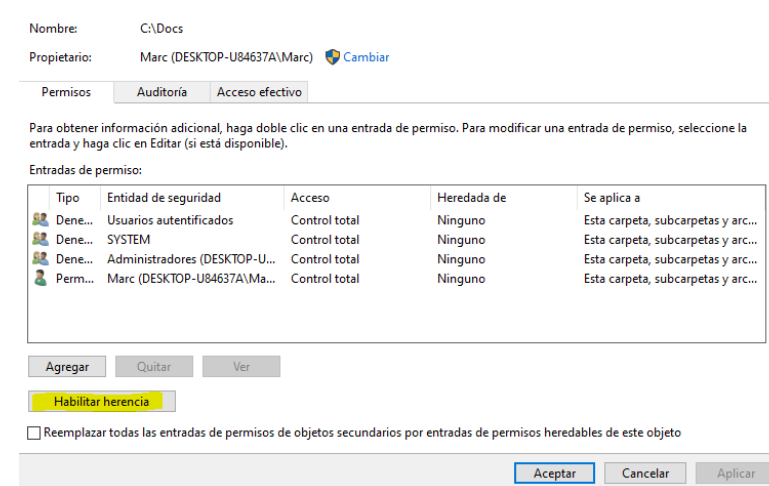 Nombre: C:\Docs
Propietario: Marc (DESKTOP-U84637A\Marc) Cambiar
Permisos Auditoría Acceso efectivo
Para obtener información adicional, haga doble clic en una entrada de permiso. Para modificar una entrada de permiso, seleccione la
entrada y haga clic en Editar (si está disponible).
Entradas de permiso:
Tipo Entidad de seguridad Acceso Heredada de Se aplica a
Dene... Usuarios autentificados Control total Ninguno Esta carpeta, subcarpetas y arc...
Dene... SYSTEM Control total Ninguno Esta carpeta, subcarpetas y arc...
Dene... Administradores (DESKTOP-U... Control total Ninguno Esta carpeta, subcarpetas y arc...
Perm... Marc (DESKTOP-U84637A\Ma... Control total Ninguno Esta carpeta, subcarpetas y arc...
Agregar Quitar Ver
Habilitar herencia
Reemplazar todas las entradas de permisos de objetos secundarios por entradas de permisos heredables de este objeto
Aceptar Cancelar Aplicar